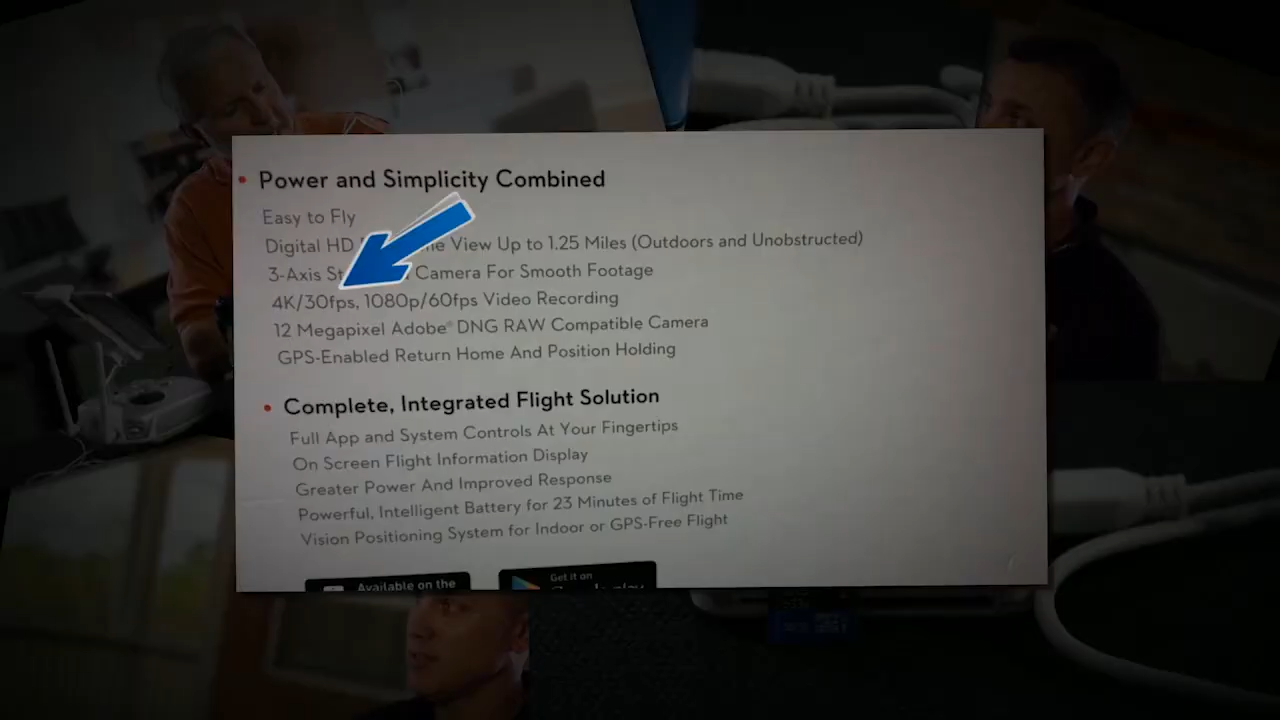 Power and Simplicity Combined
Easy to Fly
Digital HD View Up to 1.25 Miles (Outdoors and Unobstructed)
3-Axis Camera For Smooth Footage
4K/30fps, 1080p/60fps Video Recording
12 Megapixel Adobe® DNG RAW Compatible Camera
GPS-Enabled Return Home And Position Holding
Complete, Integrated Flight Solution
Full App and System Controls At Your Fingertips
On Screen Flight Information Display
Greater Power And Improved Response
Powerful, Intelligent Battery for 23 Minutes of Flight Time
Vision Positioning System for Indoor or GPS-Free Flight
Available on the
Get it on